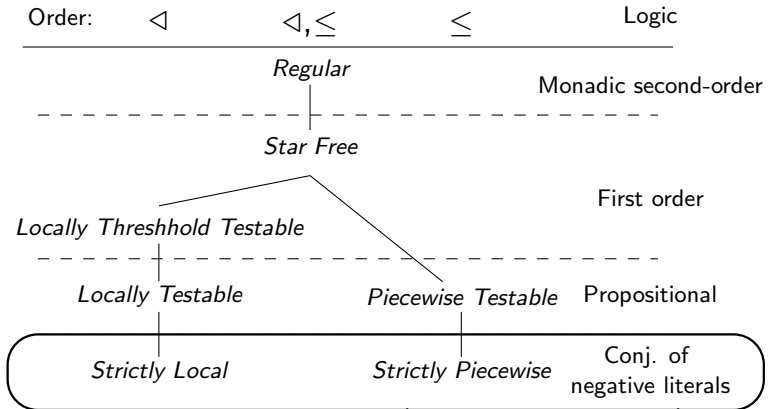 Order: ◁ ◁,≤ ≤ Logic
Regular
Monadic second-order
Star Free
First order
Locally Threshhold Testable
Locally Testable Piecewise Testable Propositional
Strictly Local Strictly Piecewise Conj. of
negative literals